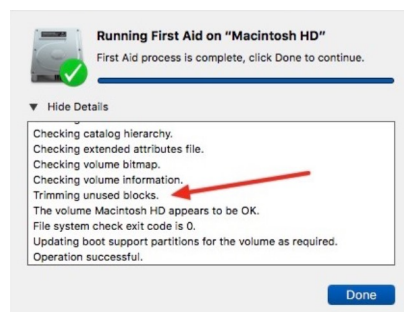 Running First Aid on “Macintosh HD”
First Aid process is complete, click Done to continue.
Hide Details
Checking catalog hierarchy.
Checking extended attributes file.
Checking volume bitmap.
Checking volume information.
Trimming unused blocks.
The volume Macintosh HD appears to be OK.
File system check exit code is 0.
Updating boot support partitions for the volume as required.
Operation successful.
Done